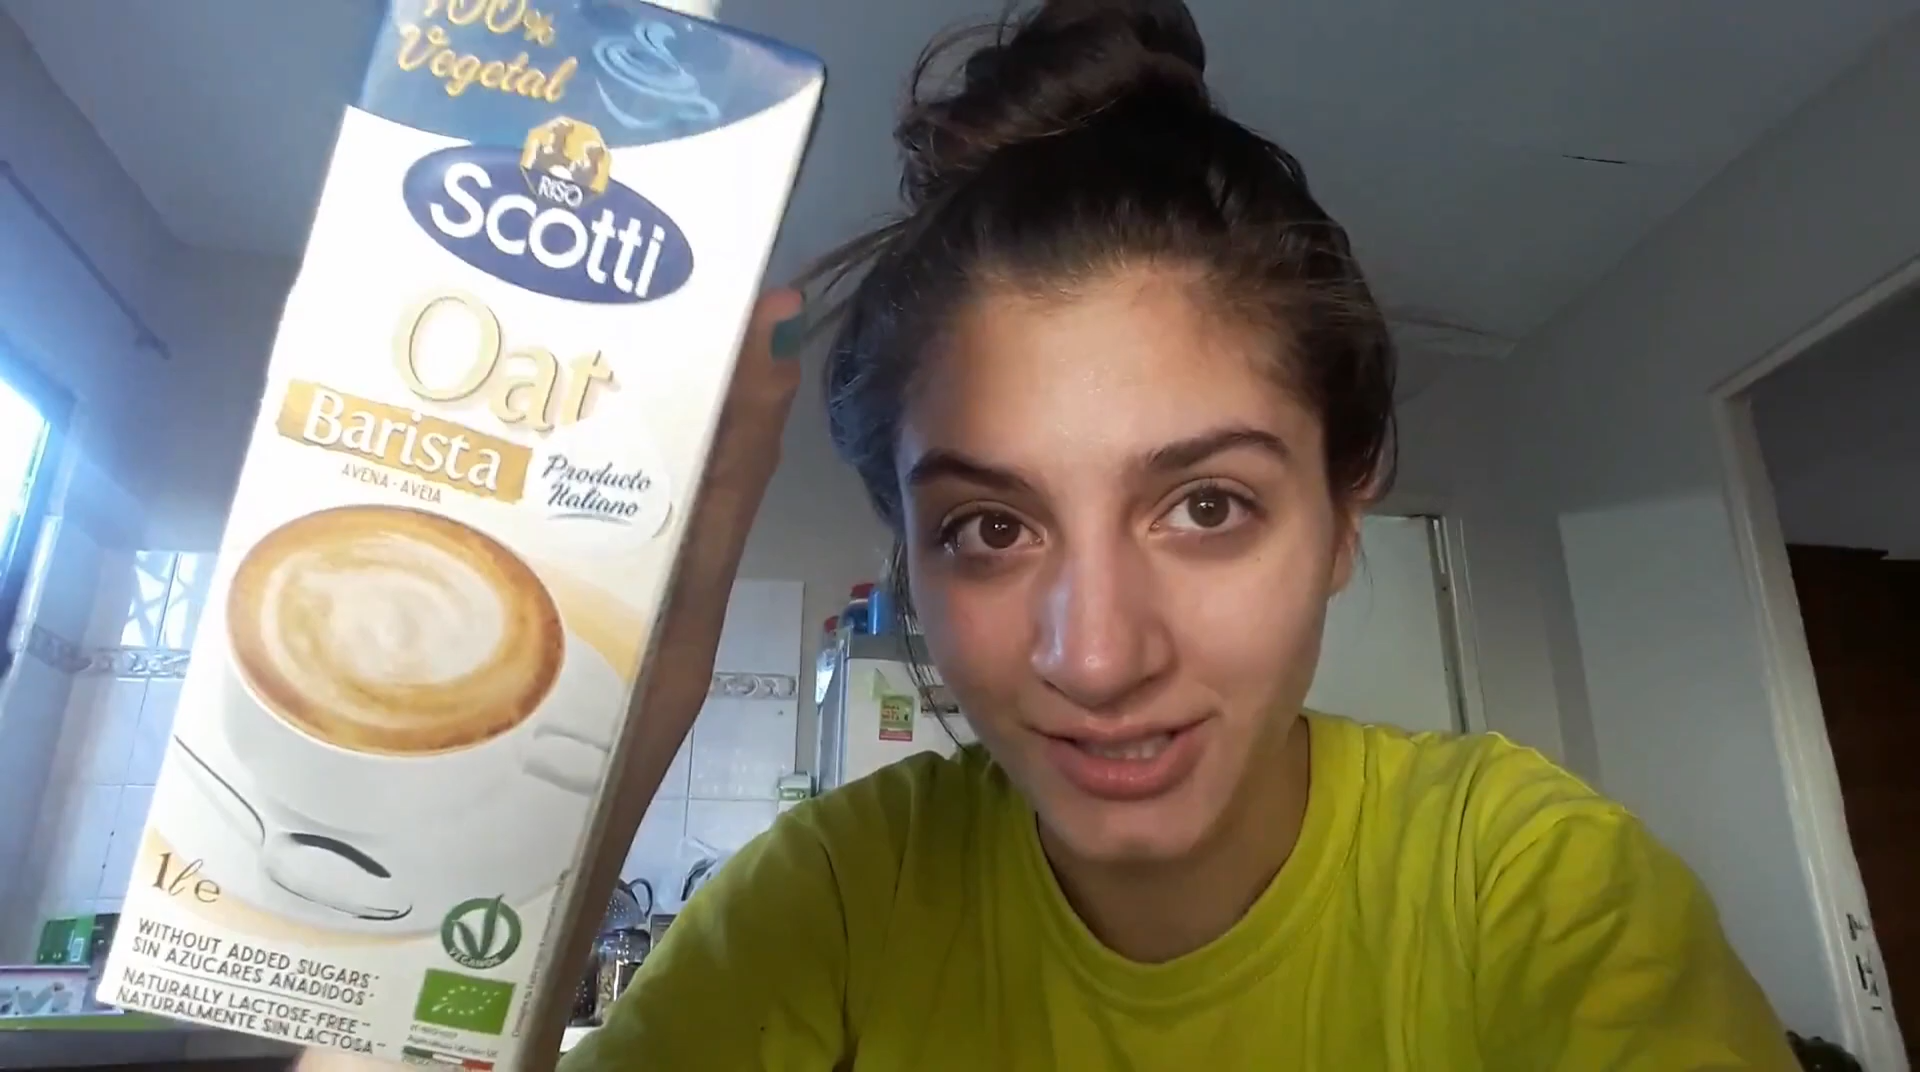 100%
Vegetal
RISO
Scotti
Oat
Barista
AVENA - AVEIA
Producto
Italiano
1 l e
WITHOUT ADDED SUGARS*
SIN AZUCARES AÑADIDOS*
NATURALLY LACTOSE-FREE
NATURALMENTE SIN LACTOSA